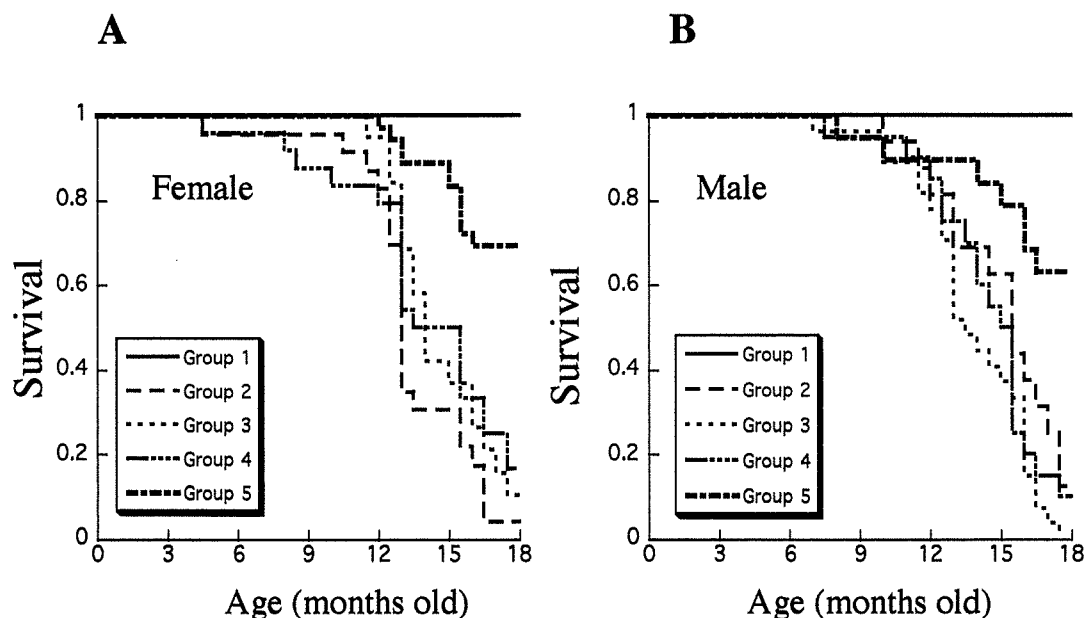 A
B
1
0.8
0.6
0.4
0.2
0
Survival
Female
Group 1
Group 2
Group 3
Group 4
Group 5
0 3 6 9 12 15 18
Age (months old)
1
0.8
0.6
0.4
0.2
0
Survival
Male
Group 1
Group 2
Group 3
Group 4
Group 5
0 3 6 9 12 15 18
Age (months old)